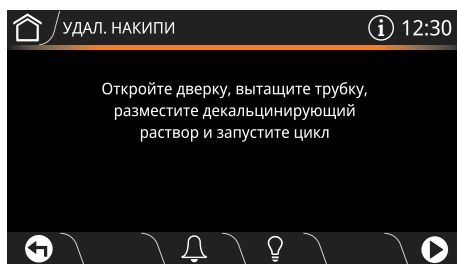 УДАЛ. НАКИПИ
i 12:30
Откройте дверку, вытащите трубку,
разместите декальцинирующий
раствор и запустите цикл